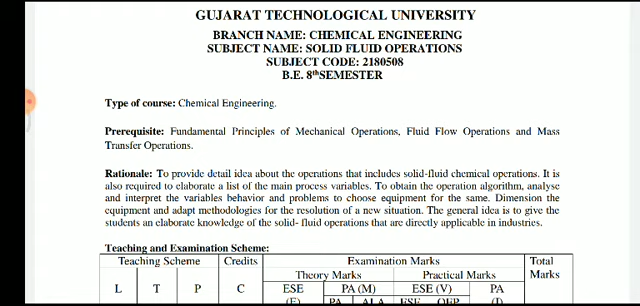 GUJARAT TECHNOLOGICAL UNIVERSITY
BRANCH NAME: CHEMICAL ENGINEERING
SUBJECT NAME: SOLID FLUID OPERATIONS
SUBJECT CODE: 2180508
B.E. 8thSEMESTER
Type of course: Chemical Engineering.
Prerequisite: Fundamental Principles of Mechanical Operations, Fluid Flow Operations and Mass
Transfer Operations.
Rationale: To provide detail idea about the operations that includes solid-fluid chemical operations. It is
also required to elaborate a list of the main process variables. To obtain the operation algorithm, analyse
and interpret the variables behavior and problems to choose equipment for the same. Dimension the
equipment and adapt methodologies for the resolution of a new situation. The general idea is to give the
students an elaborate knowledge of the solid- fluid operations that are directly applicable in industries.
Teaching and Examination Scheme:
Teaching Scheme Credits Examination Marks Total
Theory Marks Practical Marks Marks
L T P C ESE PA (M) ESE (V) PA
(E) PA ALA ESE OEP (I)